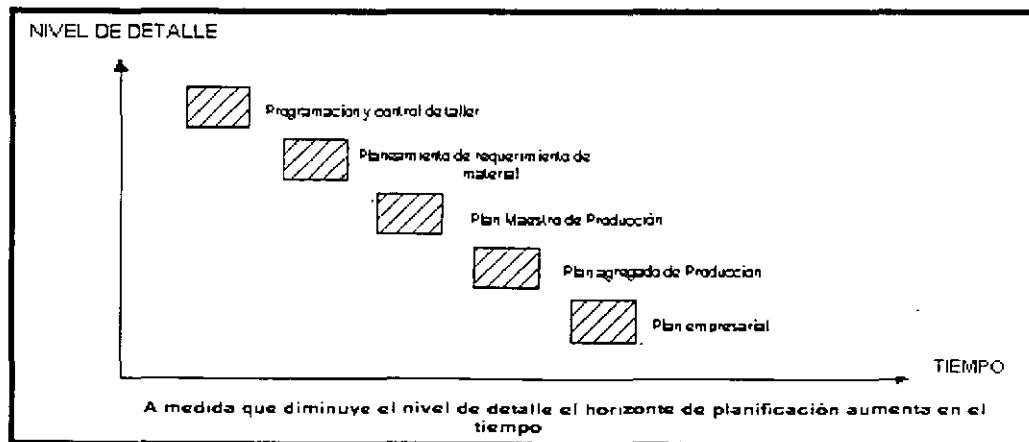 NIVEL DE DETALLE
Programacion y control de taller
Planeamiento de requerimiento de
material
Plan Maestro de Producción
Plan agregado de Produccion
Plan empresarial
TIEMPO
A medida que diminuye el nivel de detalle el horizonte de planificación aumenta en el
tiempo